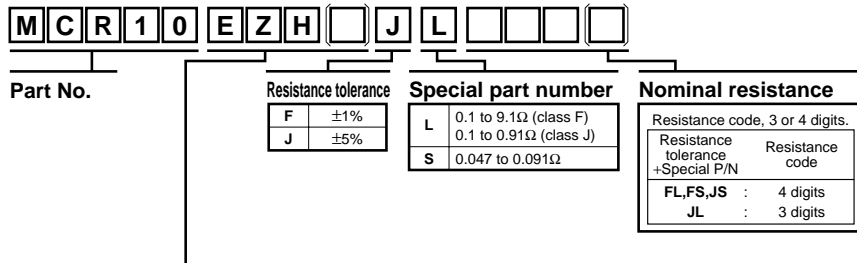 M C R 1 0 E Z H ( ) J L ( )
Part No.
Resistance tolerance
F ±1%
J ±5%
Special part number
L 0.1 to 9.1Ω (class F)
0.1 to 0.91Ω (class J)
S 0.047 to 0.091Ω
Nominal resistance
Resistance code, 3 or 4 digits.
Resistance tolerance +Special P/N
Resistance code
FL,FS,JS : 4 digits
JL : 3 digits